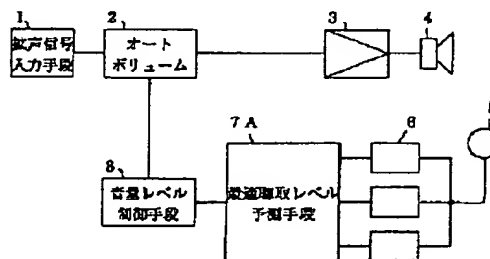 1
拡声信号
入力手段
2
オート
ボリューム
3
4
8
音量レベル
制御手段
7A
最適聴取レベル
予測手段
6